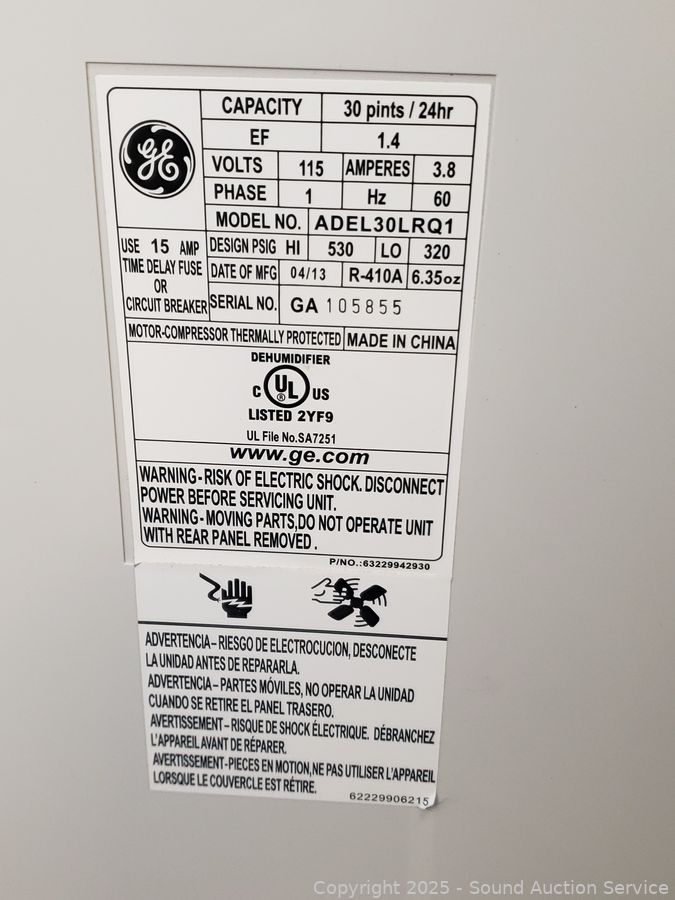 GE
CAPACITY 30 pints / 24hr
EF 1.4
VOLTS 115 AMPERES 3.8
PHASE 1 Hz 60
MODEL NO. ADEL30LRQ1
USE 15 AMP
TIME DELAY FUSE
OR
CIRCUIT BREAKER
DESIGN PSIG HI 530 LO 320
DATE OF MFG 04/13 R-410A 6.35oz
SERIAL NO. GA 105855
MOTOR-COMPRESSOR THERMALLY PROTECTED MADE IN CHINA
DEHUMIDIFIER
C UL ® US
LISTED 2YF9
UL File No.SA7251
www.ge.com
WARNING-RISK OF ELECTRIC SHOCK. DISCONNECT
POWER BEFORE SERVICING UNIT.
WARNING-MOVING PARTS,DO NOT OPERATE UNIT
WITH REAR PANEL REMOVED .
P/NO.:63229942930
ADVERTENCIA–RIESGO DE ELECTROCUCION, DESCONECTE
LA UNIDAD ANTES DE REPARARLA.
ADVERTENCIA–PARTES MÓVILES, NO OPERAR LA UNIDAD
CUANDO SE RETIRE EL PANEL TRASERO.
AVERTISSEMENT–RISQUE DE SHOCK ÉLECTRIQUE. DÉBRANCHEZ
L'APPAREIL AVANT DE RÉPARER.
AVERTISSEMENT-PIECES EN MOTION,NE PAS UTILISER L'APPAREIL
LORSQUE LE COUVERCLE EST RÉTIRE.
62229906215
Copyright 2025 - Sound Auction Service